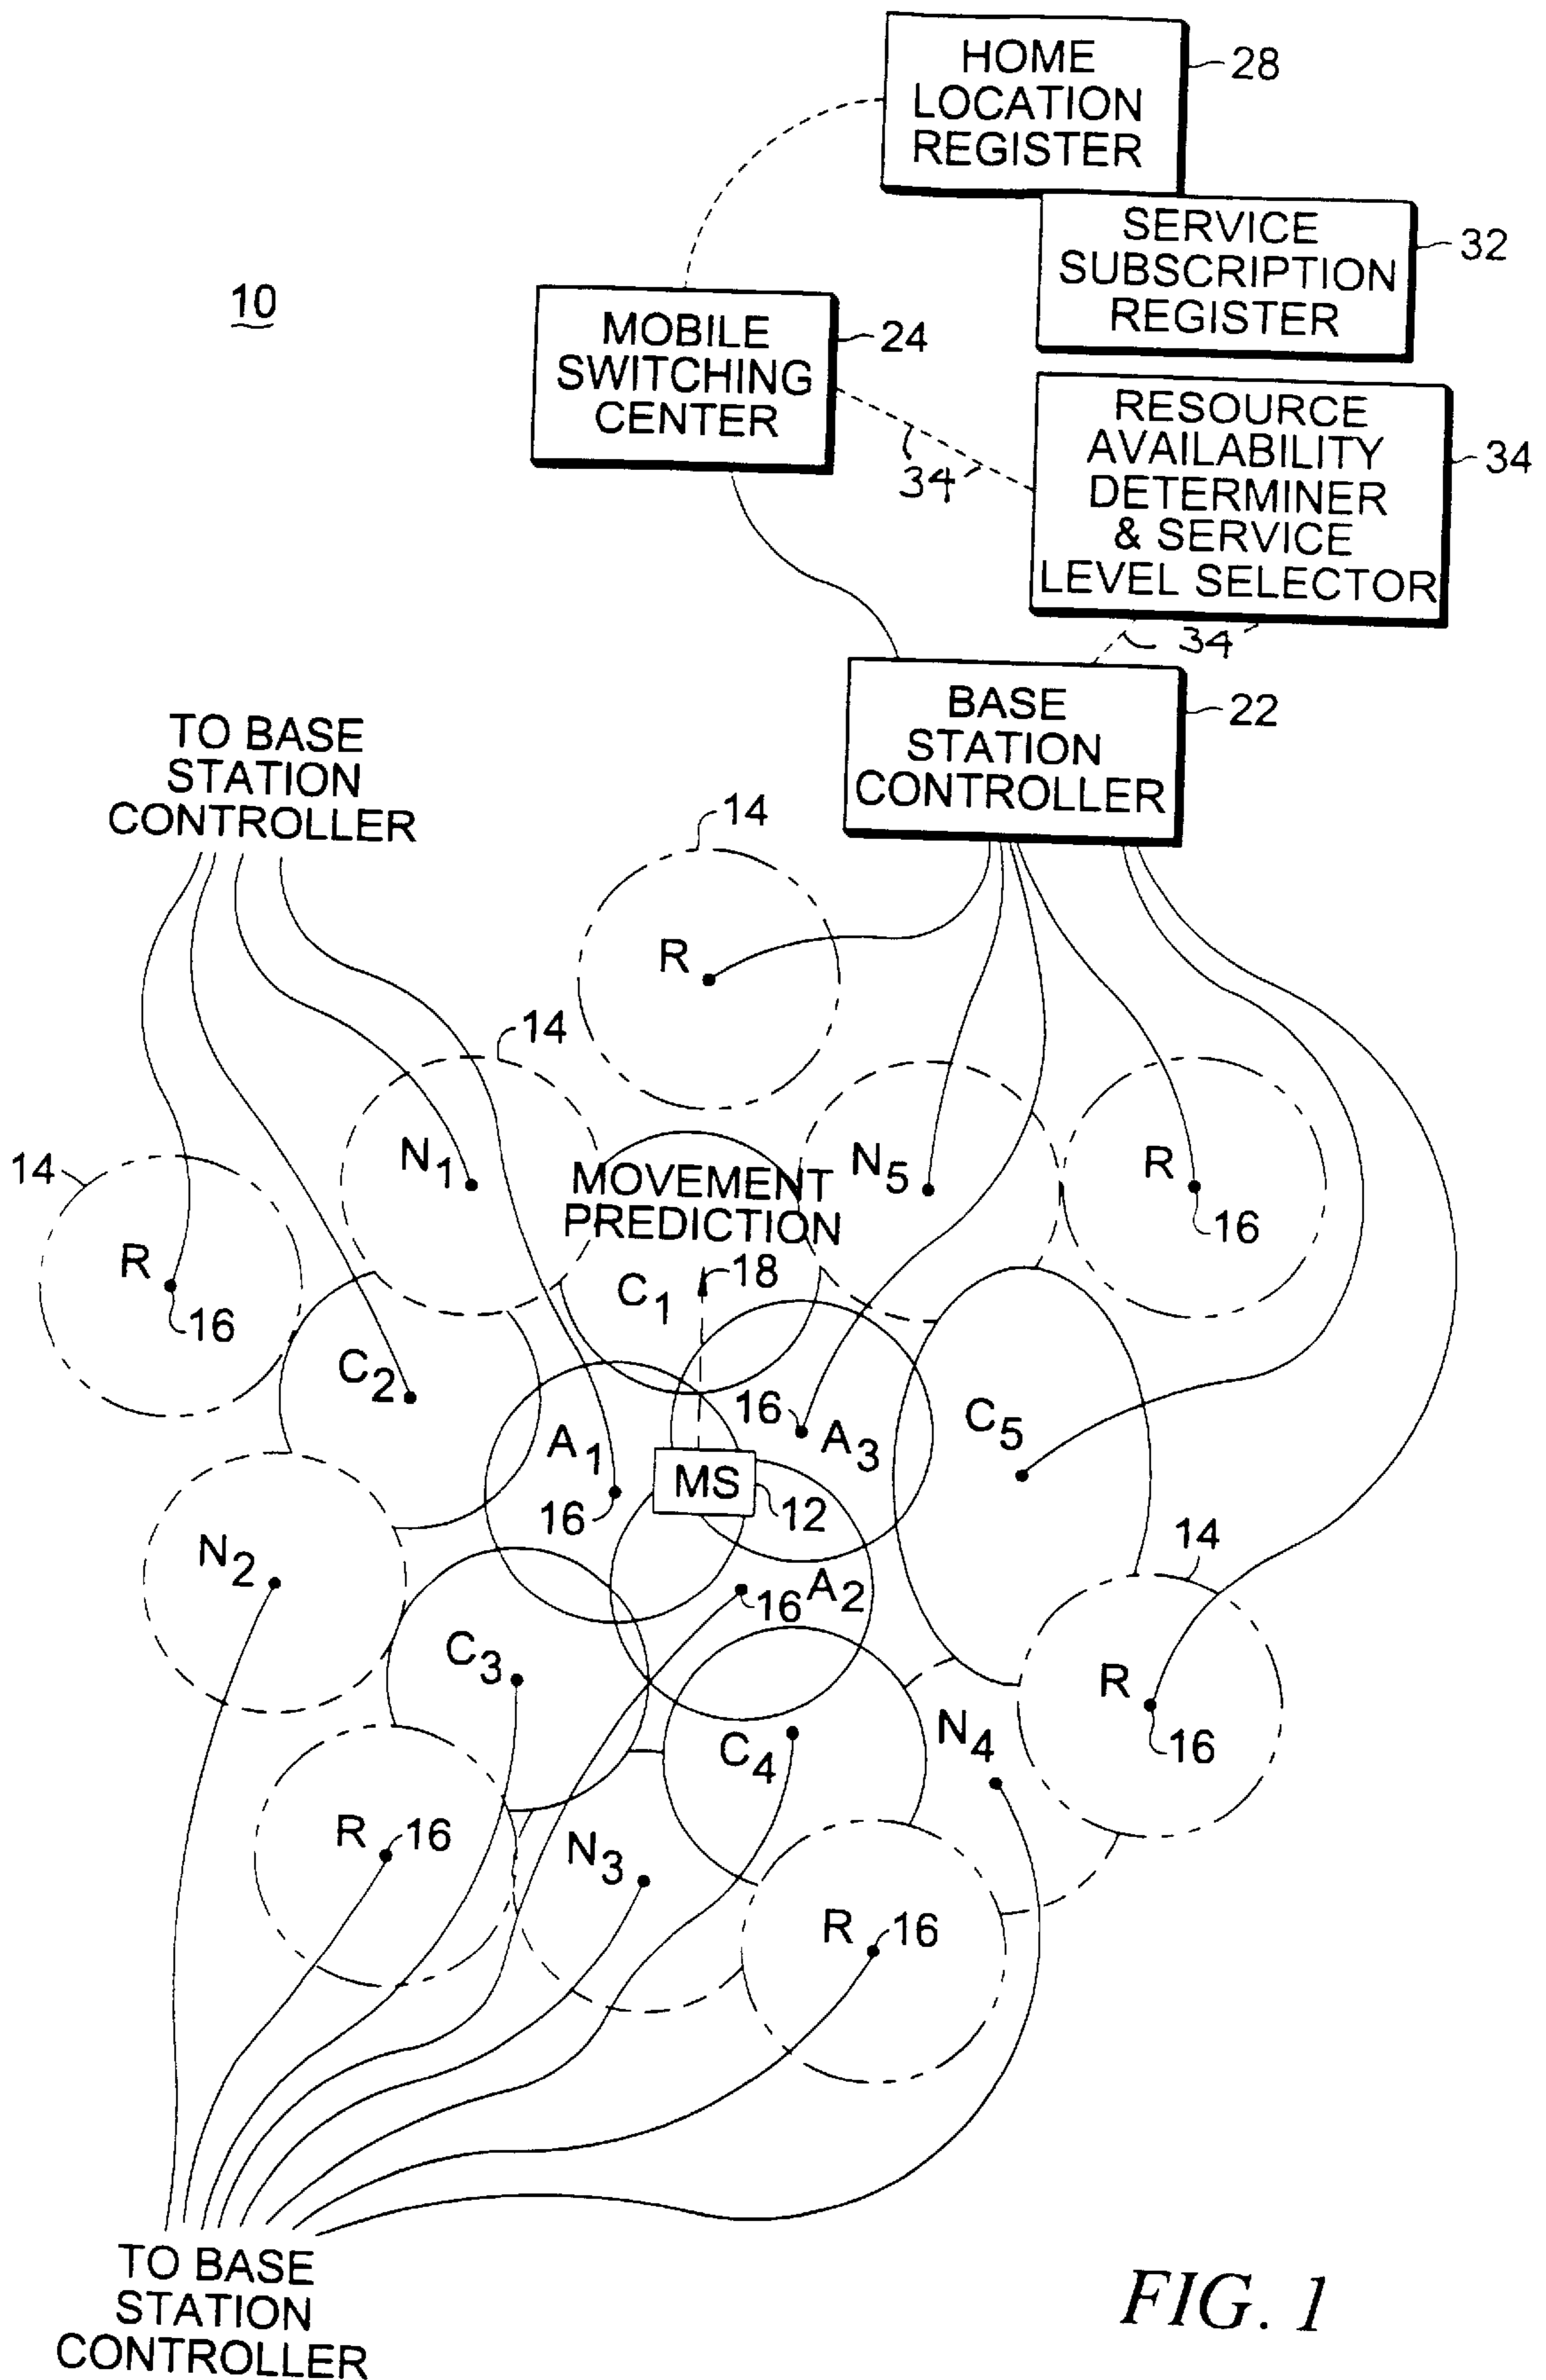 HOME
LOCATION
REGISTER
28
SERVICE
SUBSCRIPTION
REGISTER
32
10
MOBILE
SWITCHING
CENTER
24
34
RESOURCE
AVAILABILITY
DETERMINER
& SERVICE
LEVEL SELECTOR
34
34
BASE
STATION
CONTROLLER
22
TO BASE
STATION
CONTROLLER
14
R
14
N1
MOVEMENT
PREDICTION
N5
R
16
14
R
16
C1
18
C2
16
A3
C5
A1
16
MS
12
14
N2
16
A2
C3
R
16
C4
N4
R
16
N3
R
16
TO BASE
STATION
CONTROLLER
FIG. 1